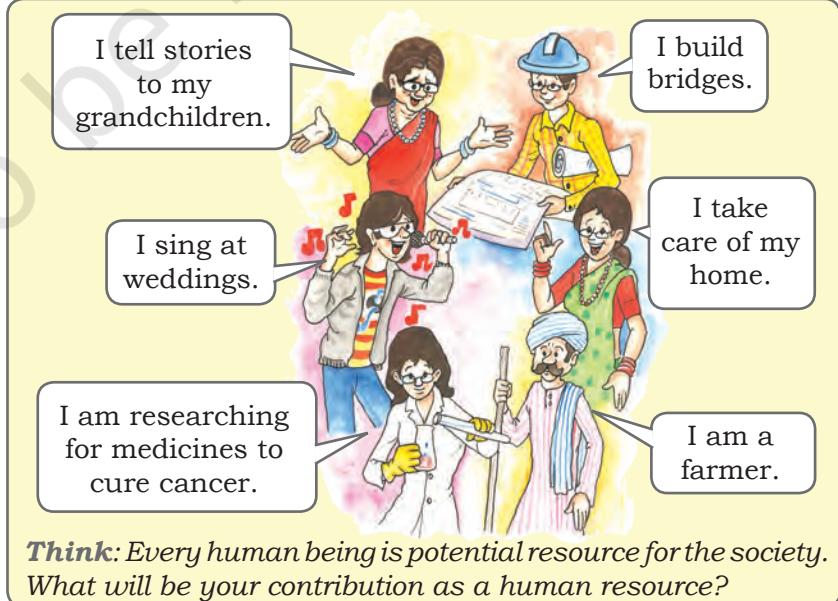 I tell stories
to my
grandchildren.
I build
bridges.
I sing at
weddings.
I take
care of my
home.
I am researching
for medicines to
cure cancer.
I am a
farmer.
Think: Every human being is potential resource for the society.
What will be your contribution as a human resource?